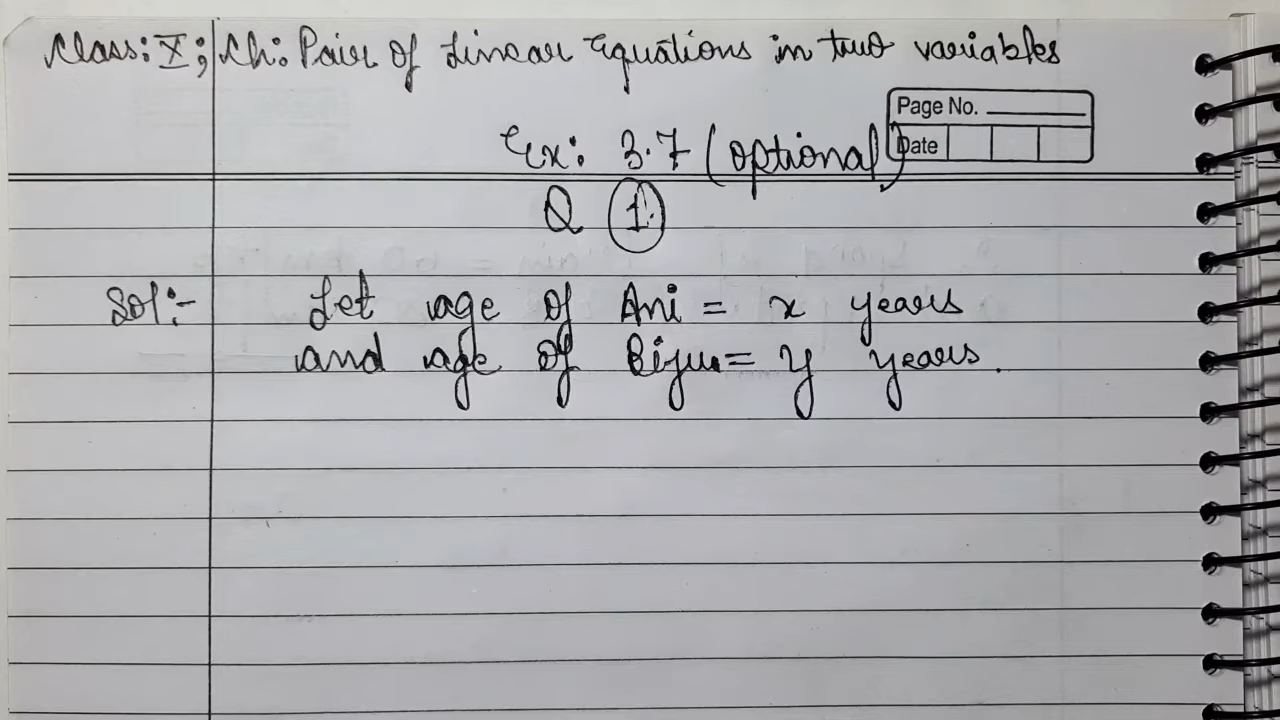 Class: X; Ch: Pair of Linear Equations in two variables
Page No.
Ex: 3.7 (optional)
Date
Q 1.
Sol:- Let age of Ani = x years
and age of Biju = y years.